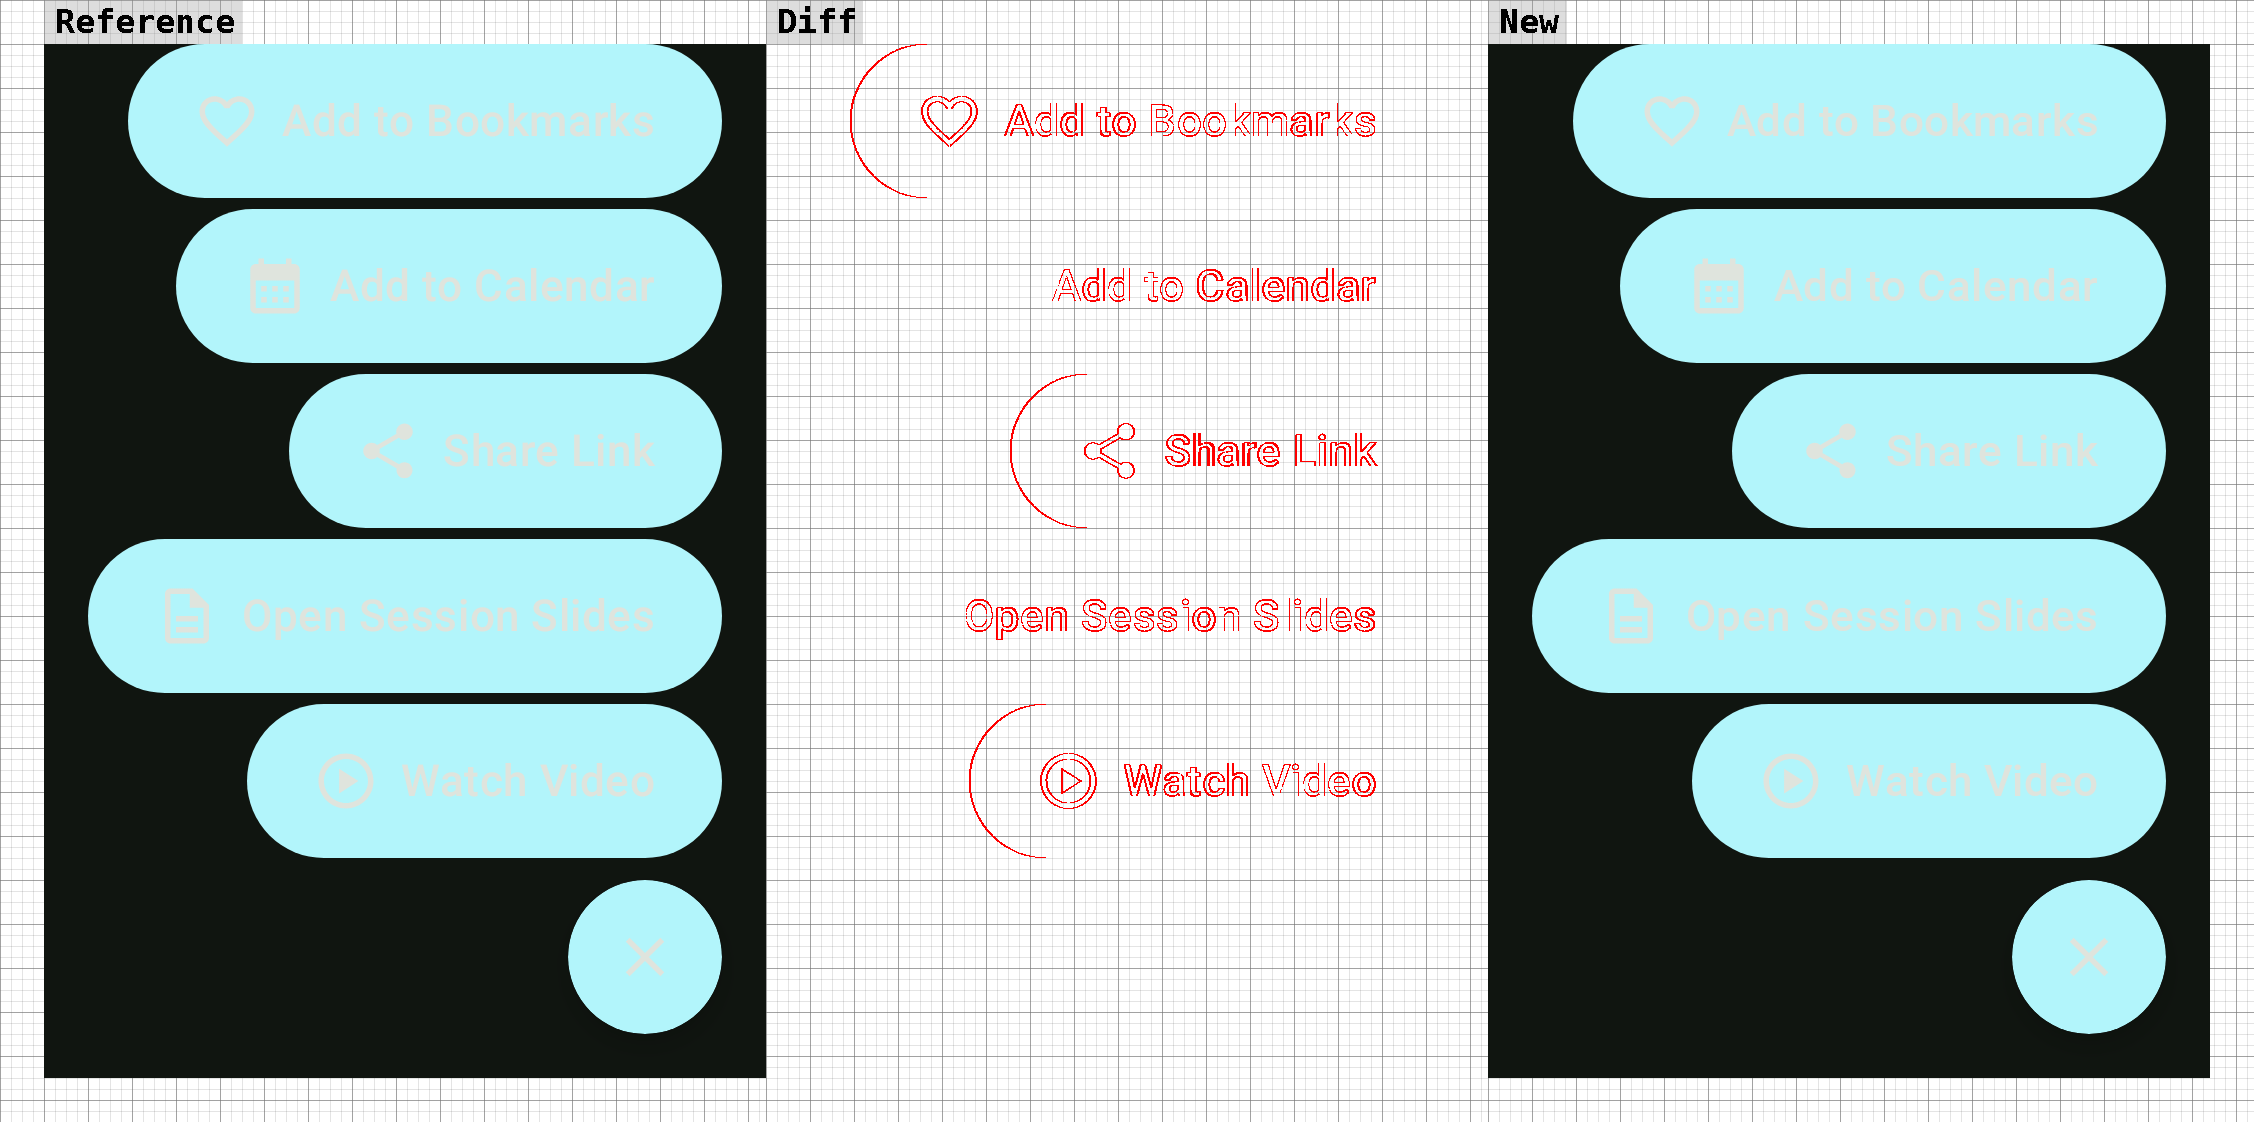 Reference Diff New
Add to Bookmarks Add to Bookmarks Add to Bookmarks
Add to Calendar Add to Calendar Add to Calendar
Share Link Share Link Share Link
Open Session Slides Open Session Slides Open Session Slides
Watch Video Watch Video Watch Video